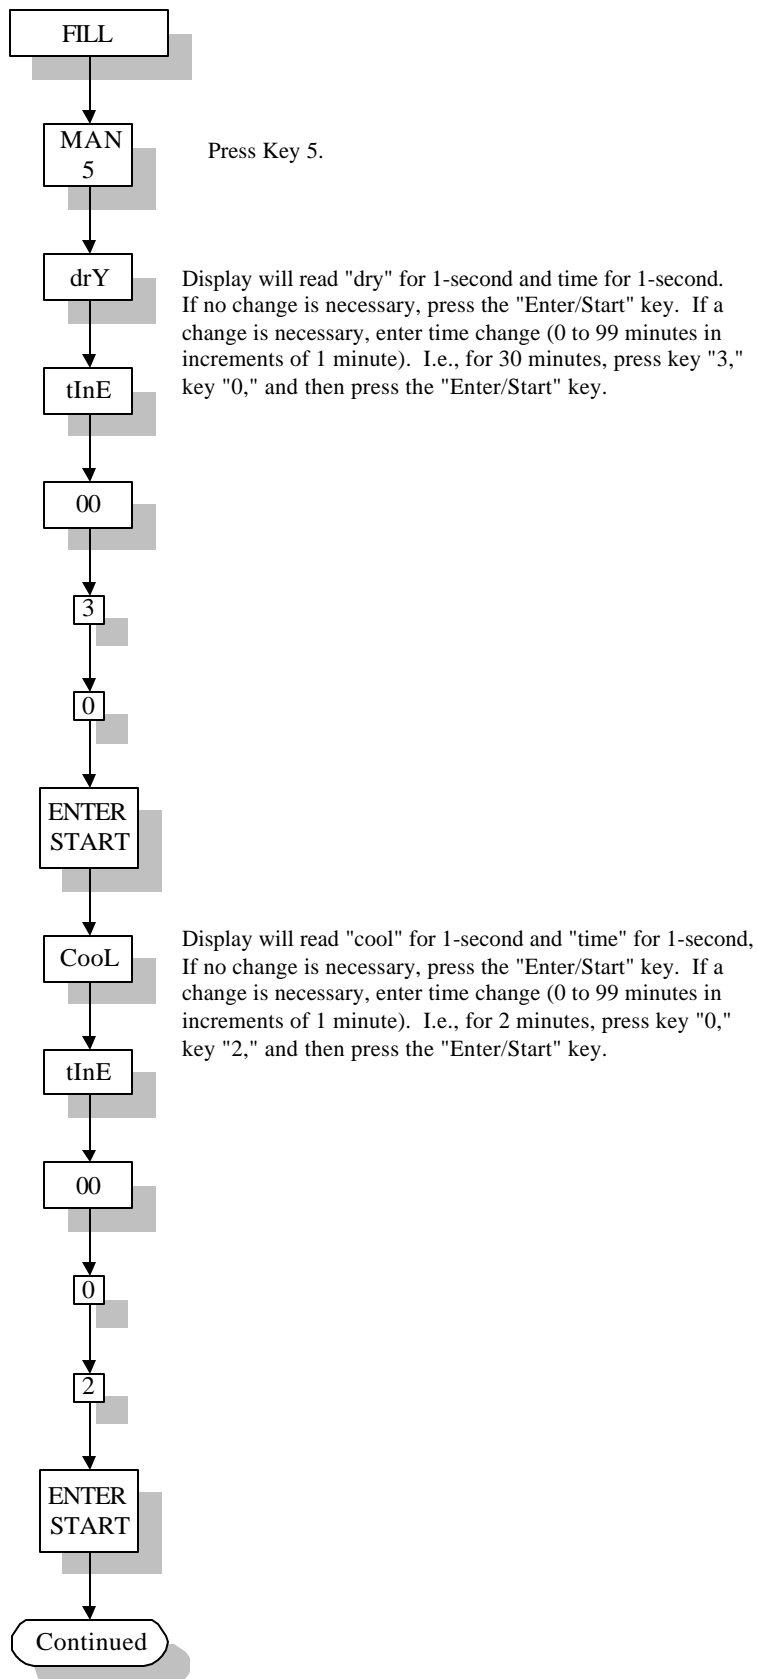 FILL
MAN
5
Press Key 5.
drY
Display will read "dry" for 1-second and time for 1-second.
If no change is necessary, press the "Enter/Start" key. If a
change is necessary, enter time change (0 to 99 minutes in
increments of 1 minute). I.e., for 30 minutes, press key "3,"
key "0," and then press the "Enter/Start" key.
tInE
00
3
0
ENTER
START
CooL
Display will read "cool" for 1-second and "time" for 1-second,
If no change is necessary, press the "Enter/Start" key. If a
change is necessary, enter time change (0 to 99 minutes in
increments of 1 minute). I.e., for 2 minutes, press key "0,"
key "2," and then press the "Enter/Start" key.
tInE
00
0
2
ENTER
START
Continued